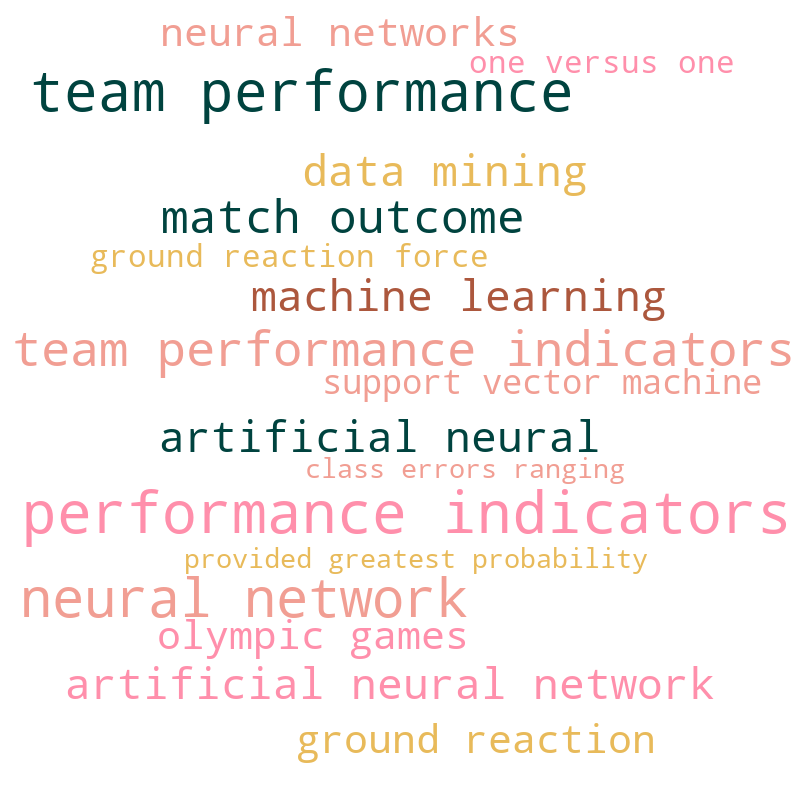 neural networks
one versus one
team performance
data mining
match outcome
ground reaction force
machine learning
team performance indicators
support vector machine
artificial neural
class errors ranging
performance indicators
provided greatest probability
neural network
olympic games
artificial neural network
ground reaction